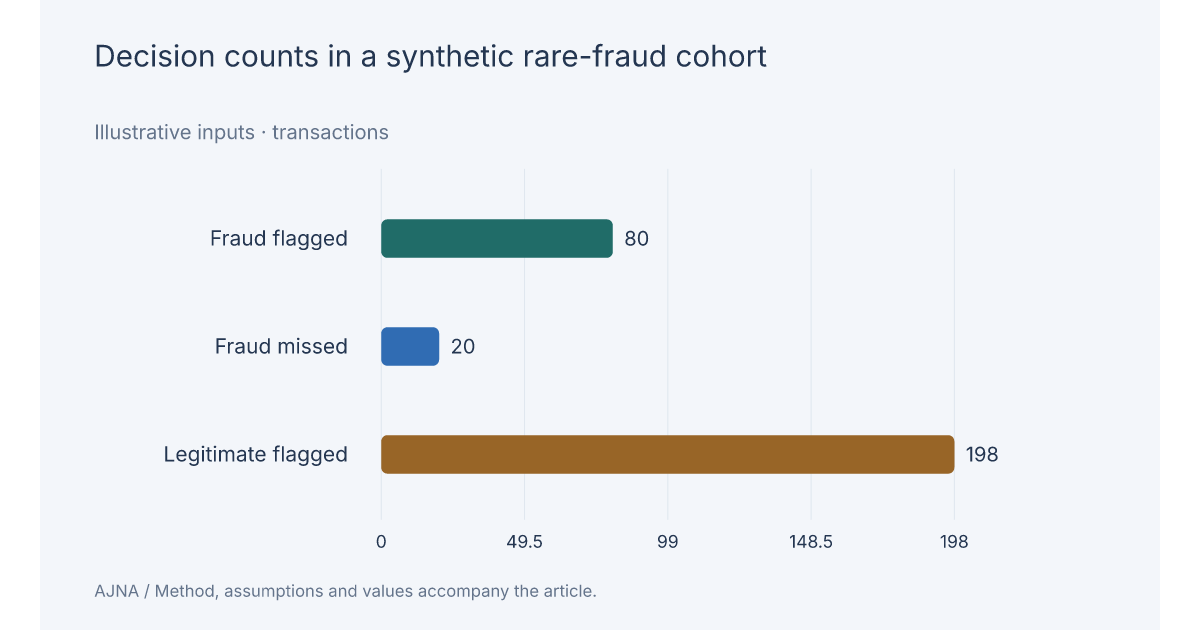 Decision counts in a synthetic rare-fraud cohort
Illustrative inputs · transactions
Fraud flagged 80
Fraud missed 20
Legitimate flagged 198
0 49.5 99 148.5 198
AJNA / Method, assumptions and values accompany the article.